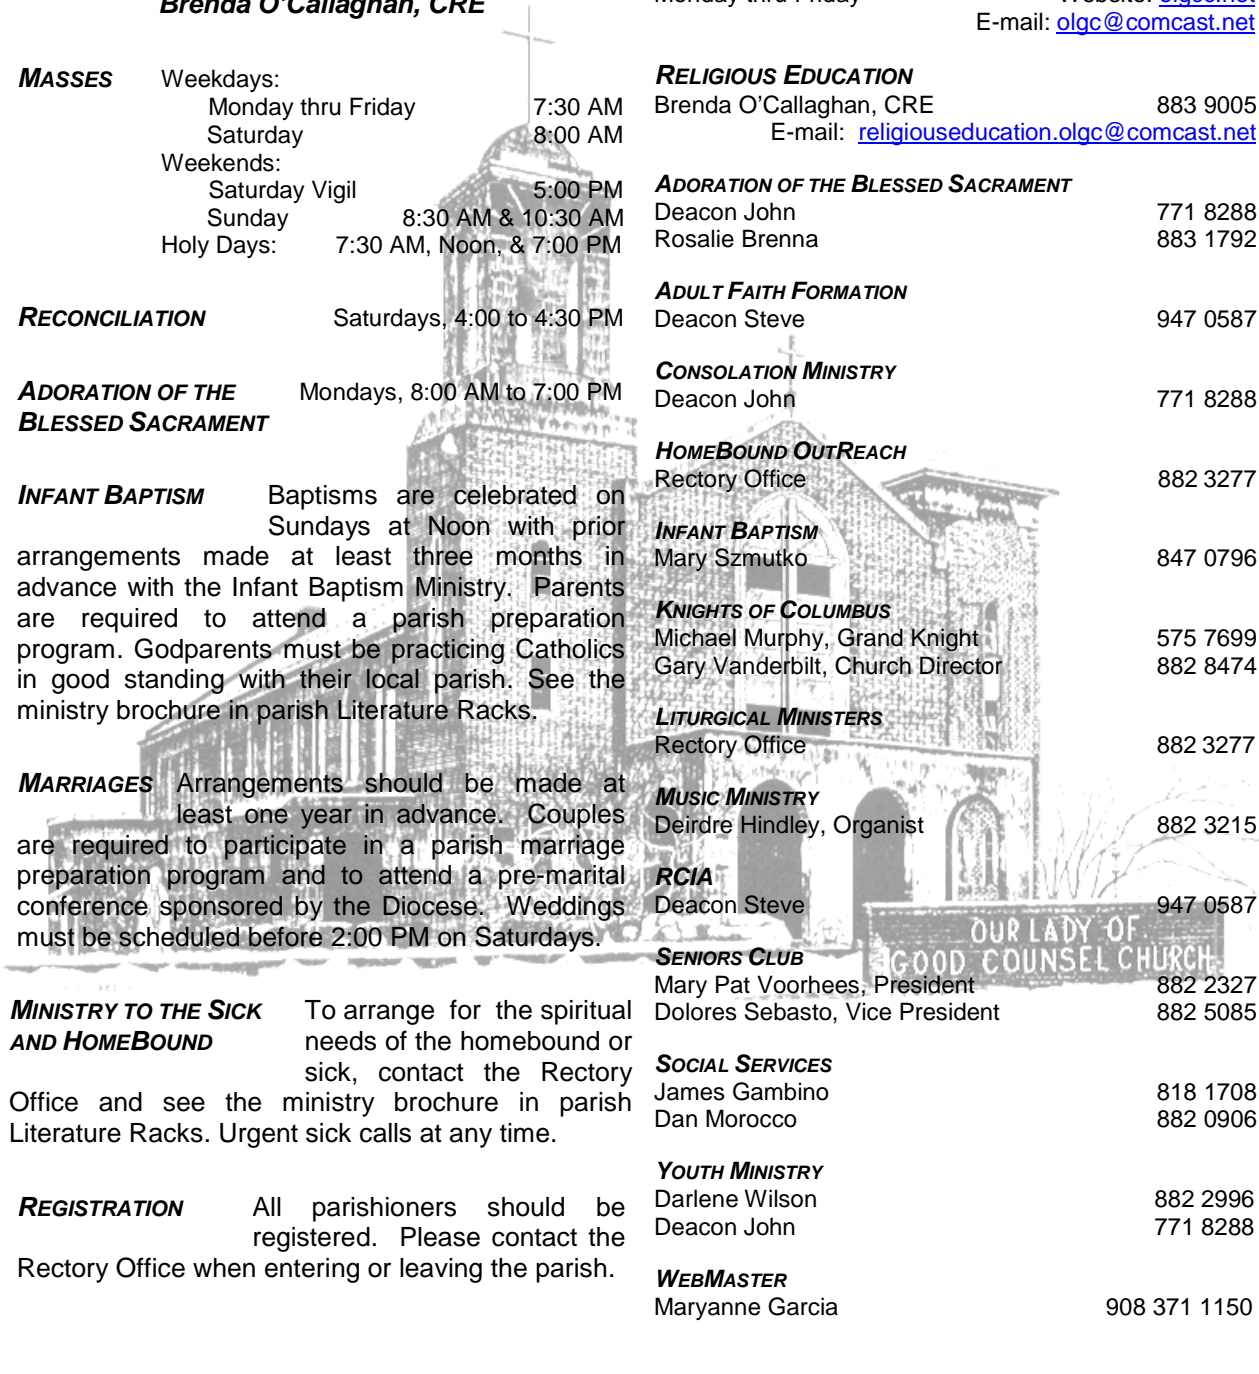 Brenda O'Callaghan, CRE
MASSES Weekdays:
Monday thru Friday 7:30 AM
Saturday 8:00 AM
Weekends:
Saturday Vigil 5:00 PM
Sunday 8:30 AM & 10:30 AM
Holy Days: 7:30 AM, Noon, & 7:00 PM
RECONCILIATION Saturdays, 4:00 to 4:30 PM
ADORATION OF THE Mondays, 8:00 AM to 7:00 PM
BLESSED SACRAMENT
INFANT BAPTISM Baptisms are celebrated on
Sundays at Noon with prior
arrangements made at least three months in
advance with the Infant Baptism Ministry. Parents
are required to attend a parish preparation
program. Godparents must be practicing Catholics
in good standing with their local parish. See the
ministry brochure in parish Literature Racks.
MARRIAGES Arrangements should be made at
least one year in advance. Couples
are required to participate in a parish marriage
preparation program and to attend a pre-marital
conference sponsored by the Diocese. Weddings
must be scheduled before 2:00 PM on Saturdays.
MINISTRY TO THE SICK To arrange for the spiritual
AND HOMEBOUND needs of the homebound or
sick, contact the Rectory
Office and see the ministry brochure in parish
Literature Racks. Urgent sick calls at any time.
REGISTRATION All parishioners should be
registered. Please contact the
Rectory Office when entering or leaving the parish.
Monday thru Friday Website: olgc.net
E-mail: olgc@comcast.net
RELIGIOUS EDUCATION
Brenda O'Callaghan, CRE 883 9005
E-mail: religiouseducation.olgc@comcast.net
ADORATION OF THE BLESSED SACRAMENT
Deacon John 771 8288
Rosalie Brenna 883 1792
ADULT FAITH FORMATION
Deacon Steve 947 0587
CONSOLATION MINISTRY
Deacon John 771 8288
HOMEBOUND OUTREACH
Rectory Office 882 3277
INFANT BAPTISM
Mary Szmutko 847 0796
KNIGHTS OF COLUMBUS
Michael Murphy, Grand Knight 575 7699
Gary Vanderbilt, Church Director 882 8474
LITURGICAL MINISTERS
Rectory Office 882 3277
MUSIC MINISTRY
Deirdre Hindley, Organist 882 3215
RCIA
Deacon Steve 947 0587
OUR LADY OF
GOOD COUNSEL CHURCH
SENIORS CLUB
Mary Pat Voorhees, President 882 2327
Dolores Sebasto, Vice President 882 5085
SOCIAL SERVICES
James Gambino 818 1708
Dan Morocco 882 0906
YOUTH MINISTRY
Darlene Wilson 882 2996
Deacon John 771 8288
WEBMASTER
Maryanne Garcia 908 371 1150